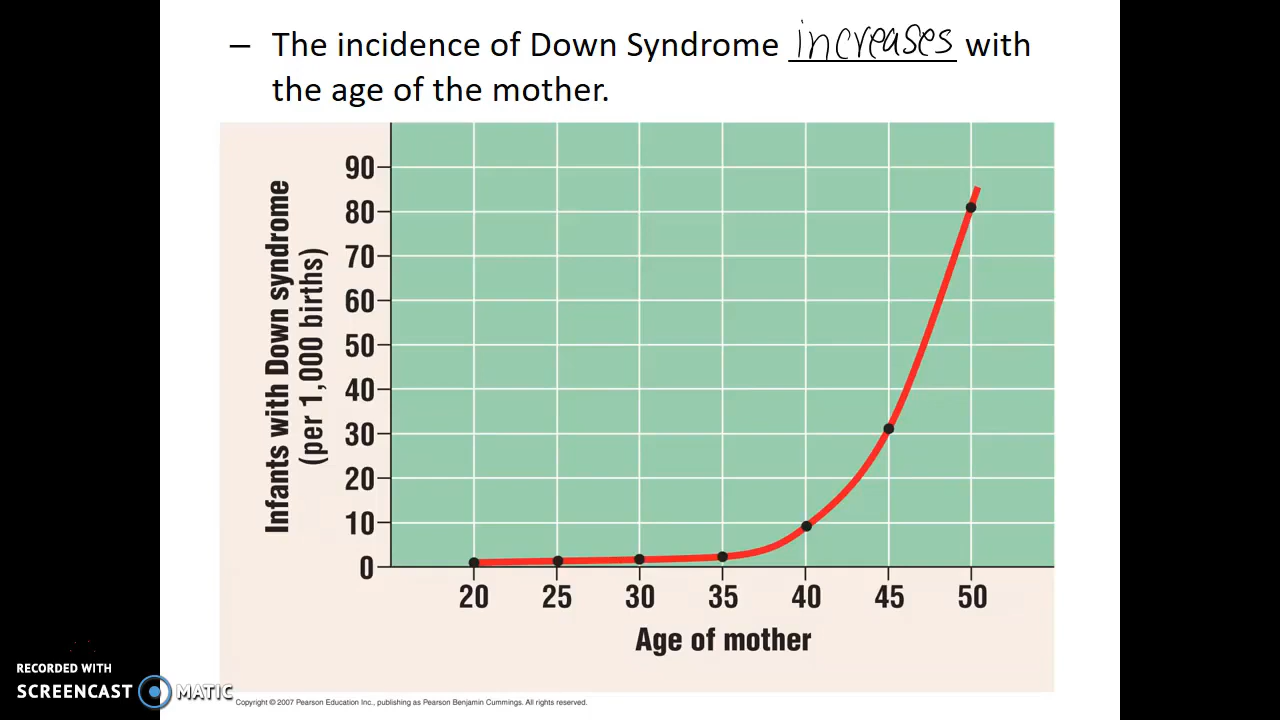 – The incidence of Down Syndrome increases with
the age of the mother.
Infants with Down syndrome
(per 1,000 births)
90
80
70
60
50
40
30
20
10
0
20 25 30 35 40 45 50
Age of mother
RECORDED WITH
SCREENCAST MATIC
Copyright © 2007 Pearson Education Inc., publishing as Pearson Benjamin Cummings. All rights reserved.